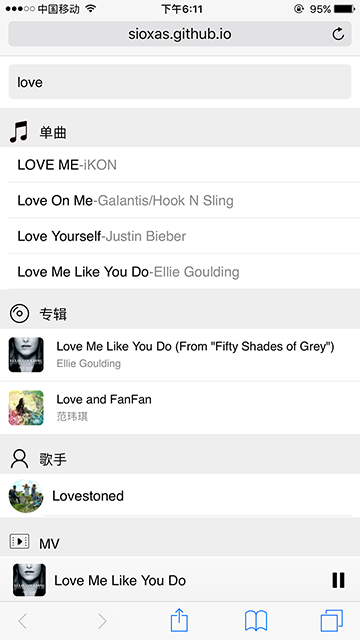 中国移动 下午6:11 95%
sioxas.github.io
love
单曲
LOVE ME-iKON
Love On Me-Galantis/Hook N Sling
Love Yourself-Justin Bieber
Love Me Like You Do-Ellie Goulding
专辑
Love Me Like You Do (From "Fifty Shades of Grey")
Ellie Goulding
Love and FanFan
范玮琪
歌手
Lovestoned
MV
Love Me Like You Do